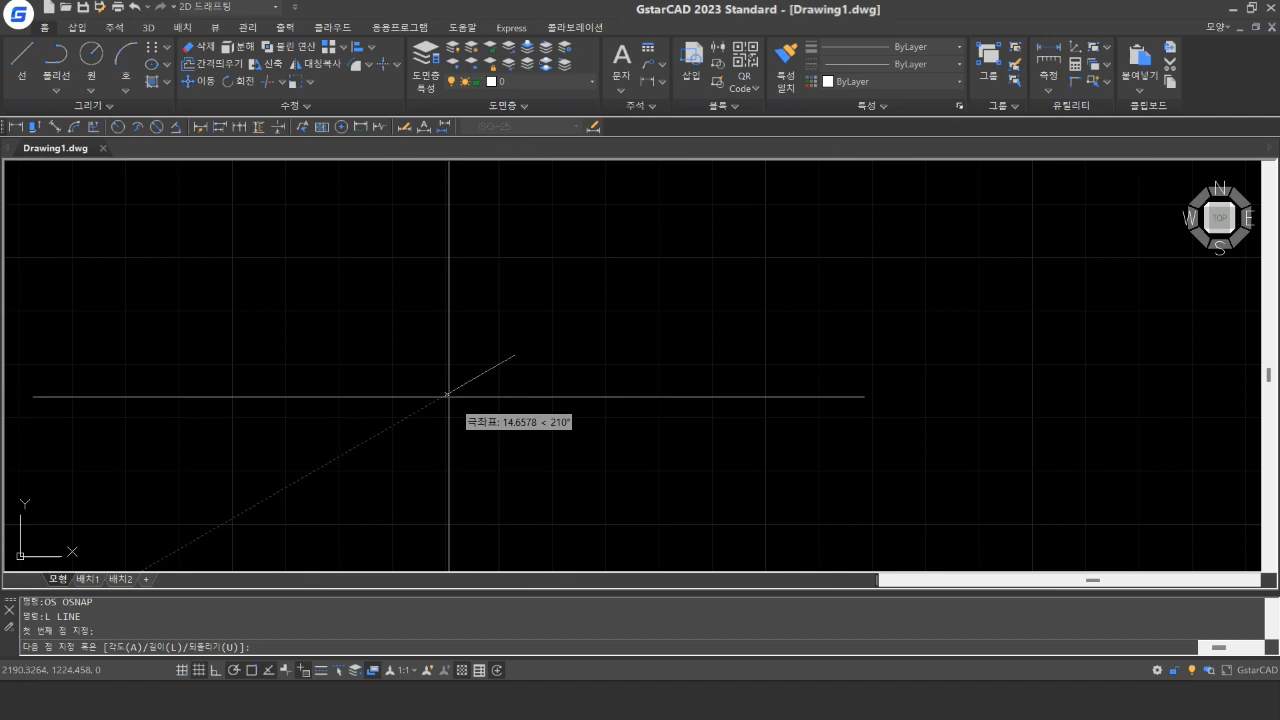 2D 드래프팅
GstarCAD 2023 Standard - [Drawing1.dwg]
홈 삽입 주석 3D 배치 뷰 관리 출력 클라우드 응용프로그램 도움말 Express 콜라보레이션 모양
선 폴리선 원 호
삭제 분해 불린 연산
간격띄우기 신축 대칭복사
이동 회전
도면층 특성
0
문자
삽입
QR Code
특성 일치
ByLayer
ByLayer
ByLayer
그룹
측정
붙여넣기
그리기 수정 도면층 주석 블록 특성 그룹 유틸리티 클립보드
ISO-25
Drawing1.dwg
N
W TOP E
S
극좌표: 14.6578 < 210°
Y
X
모형 배치1 배치2 +
명령:OS OSNAP
명령:L LINE
첫 번째 점 지정:
다음 점 지정 혹은 [각도(A)/길이(L)/되돌리기(U)]:
2190.3264, 1224.458, 0
1:1
GstarCAD